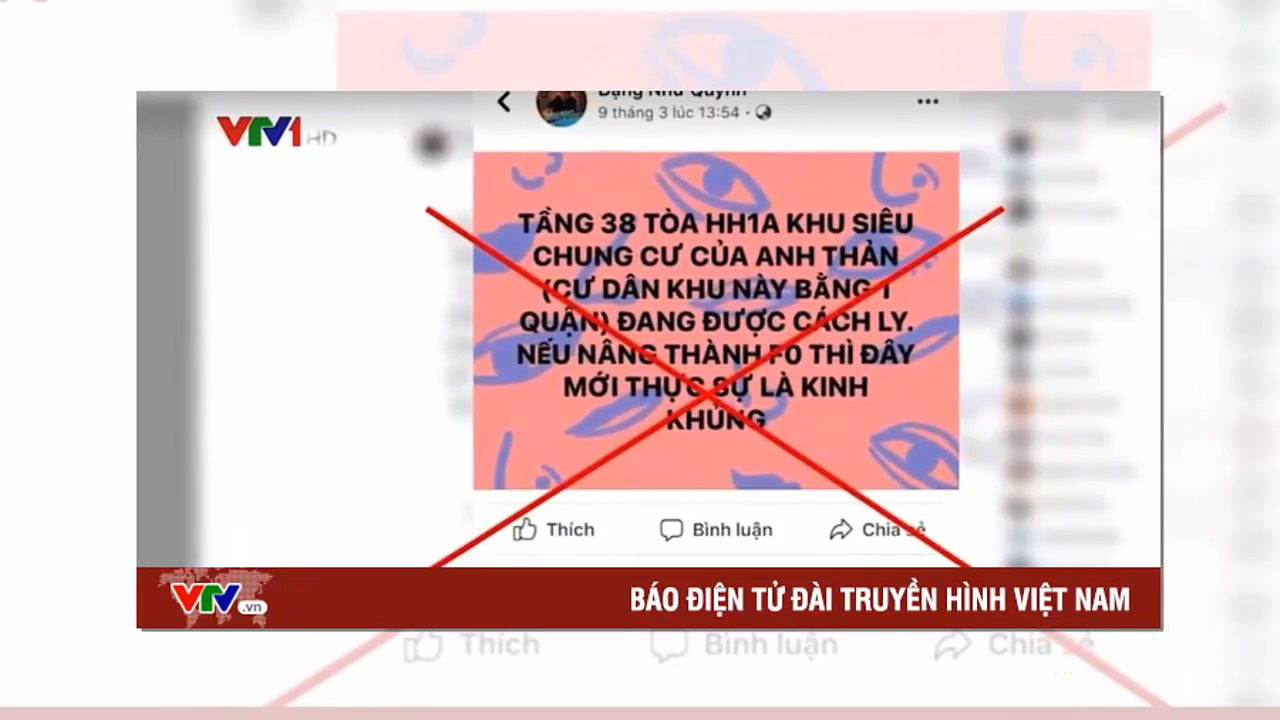 VTV1 HD
Đặng Như Quỳnh
9 tháng 3 lúc 13:54
TẦNG 38 TÒA HH1A KHU SIÊU
CHUNG CƯ CỦA ANH THẢN
(CƯ DÂN KHU NÀY BẰNG 1
QUẬN) ĐANG ĐƯỢC CÁCH LY.
NẾU NÂNG THÀNH F0 THÌ ĐÂY
MỚI THỰC SỰ LÀ KINH
KHỦNG
Thích Bình luận Chia sẻ
VTV.vn BÁO ĐIỆN TỬ ĐÀI TRUYỀN HÌNH VIỆT NAM
Thích Bình luận Chia sẻ